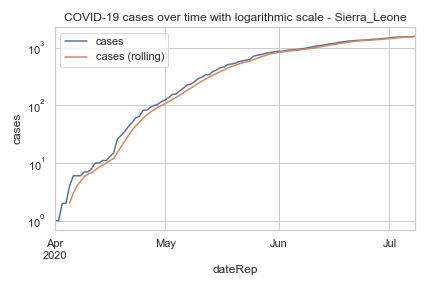 COVID-19 cases over time with logarithmic scale - Sierra_Leone
cases
cases (rolling)
10³
10²
10¹
10⁰
cases
Apr
2020
May
Jun
Jul
dateRep